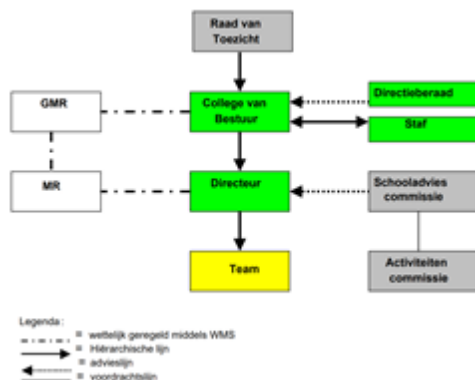 Raad van
Toezicht
GMR
College van
Bestuur
Directieberaad
Staf
MR
Directeur
Schooladvies
commissie
Team
Activiteiten
commissie
Legenda :
= wettelijk geregeld middels WMS
= Hiërarchische lijn
= advieslijn
= voordrachtslijn